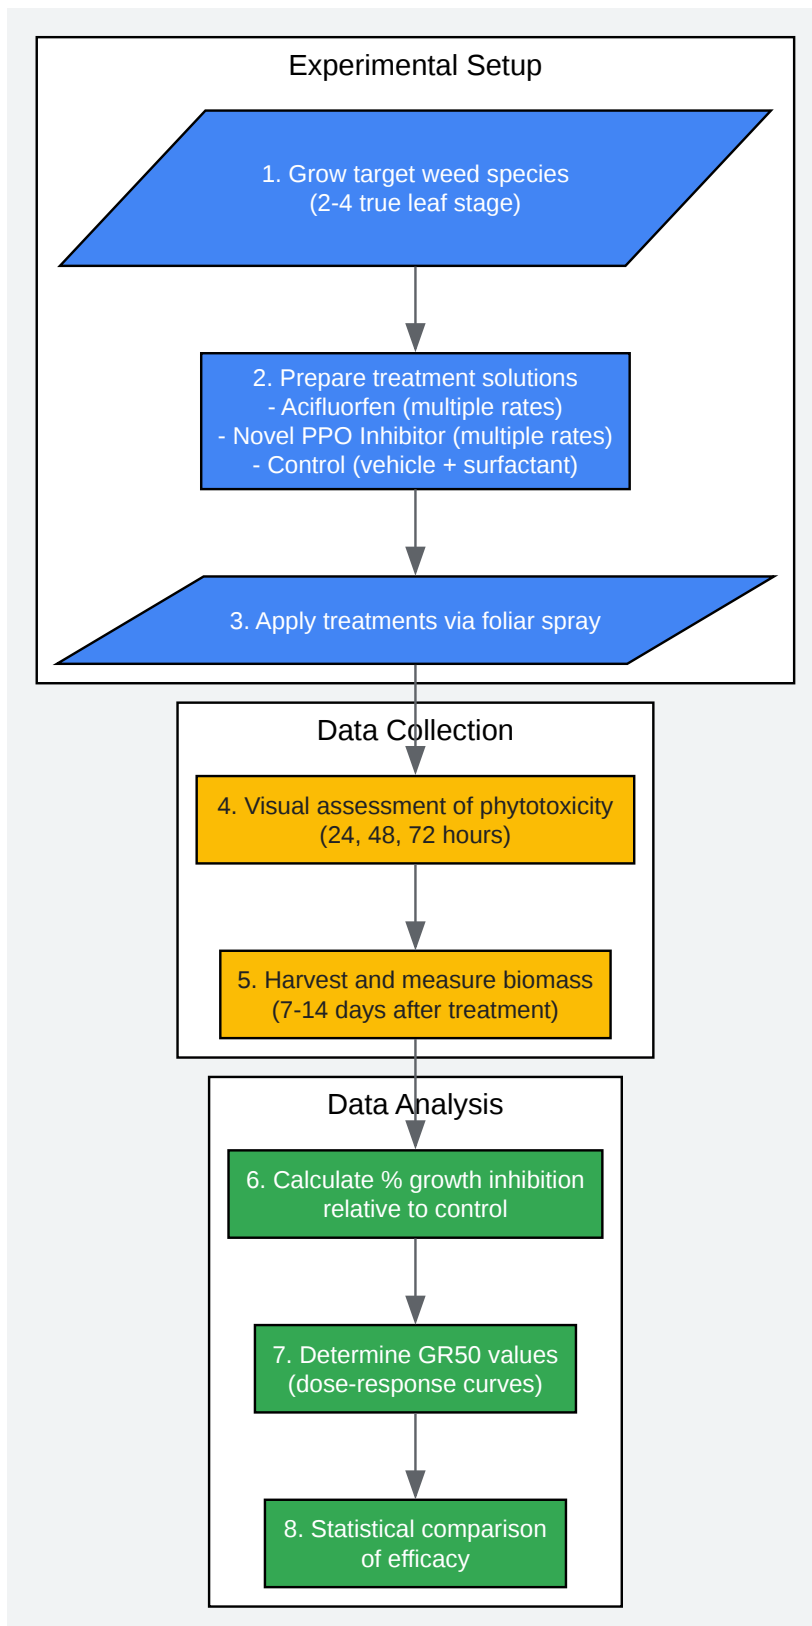 Experimental Setup
1. Grow target weed species
(2-4 true leaf stage)
2. Prepare treatment solutions
- Acifluorfen (multiple rates)
- Novel PPO Inhibitor (multiple rates)
- Control (vehicle + surfactant)
3. Apply treatments via foliar spray
Data Collection
4. Visual assessment of phytotoxicity
(24, 48, 72 hours)
5. Harvest and measure biomass
(7-14 days after treatment)
Data Analysis
6. Calculate % growth inhibition
relative to control
7. Determine GR50 values
(dose-response curves)
8. Statistical comparison
of efficacy